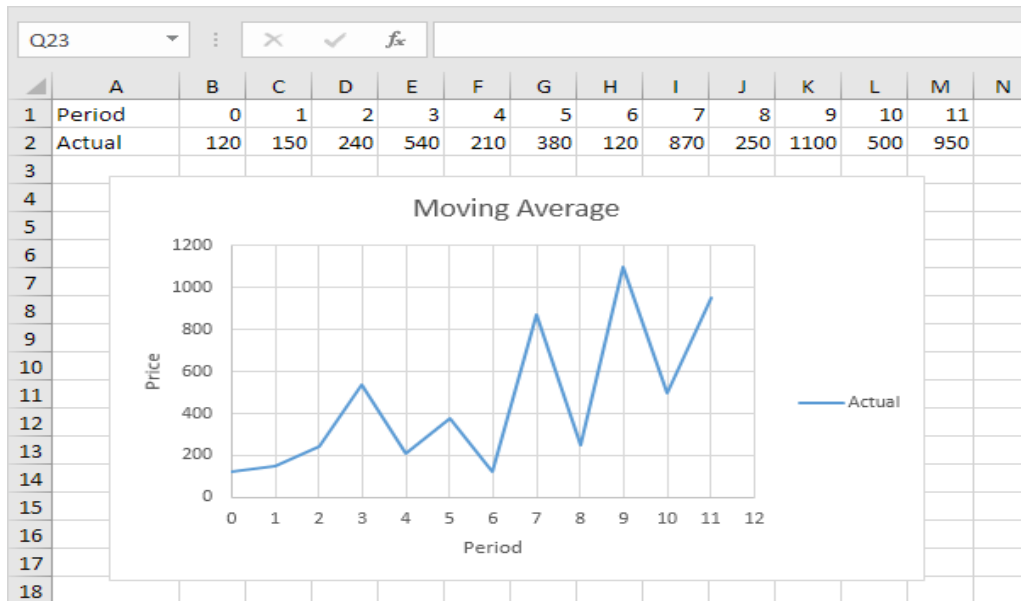 Q23 fx
A B C D E F G H I J K L M N
1 Period 0 1 2 3 4 5 6 7 8 9 10 11
2 Actual 120 150 240 540 210 380 120 870 250 1100 500 950
3
4
5
6
7
8
9
10
11
12
13
14
15
16
17
18
Moving Average
1200
1000
800
600
400
200
0
Price
0 1 2 3 4 5 6 7 8 9 10 11 12
Period
Actual